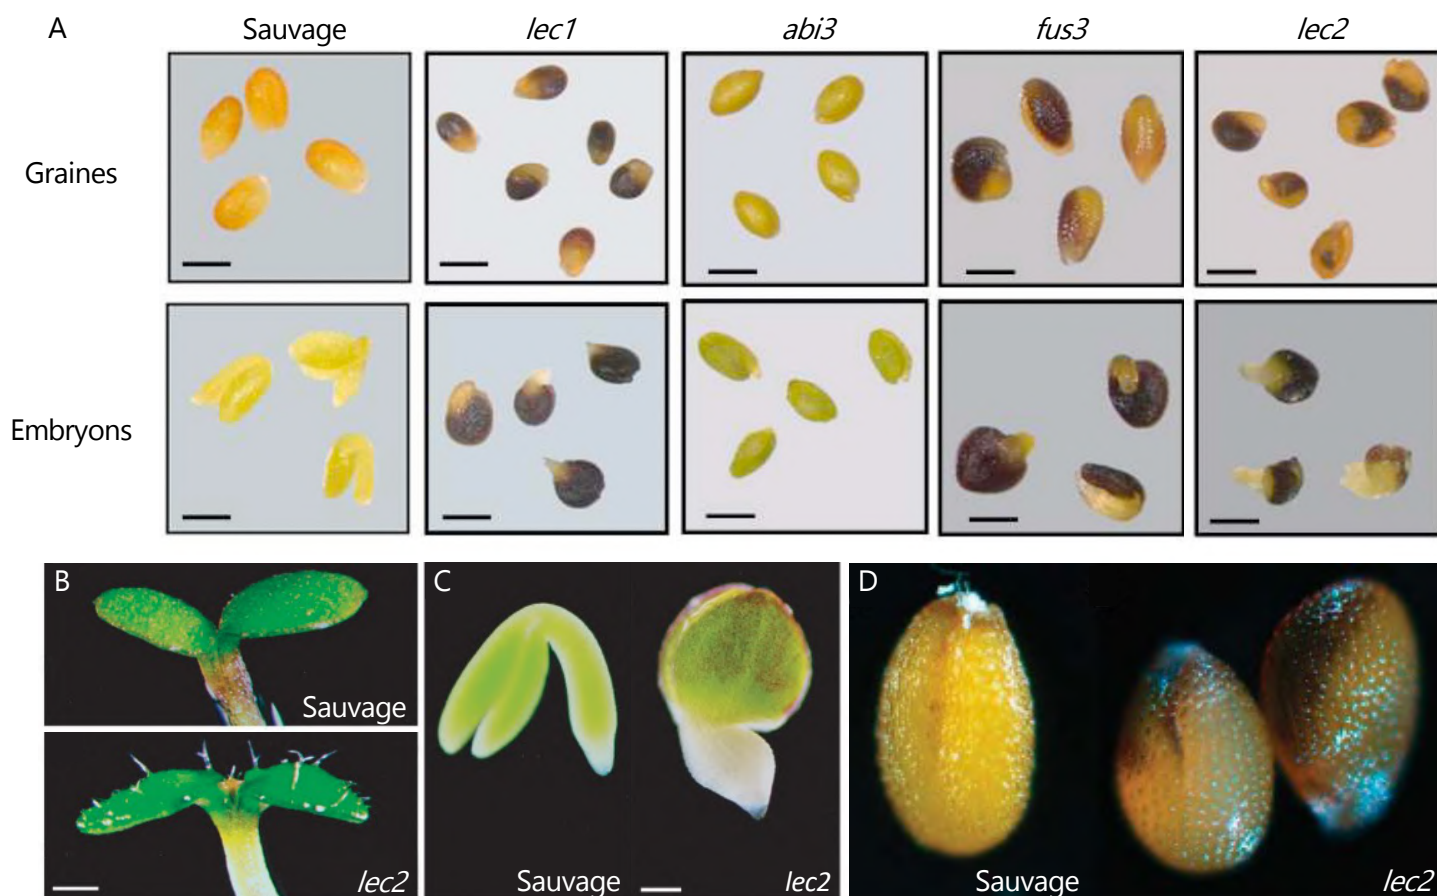 A
Sauvage
lec1
abi3
fus3
lec2
Graines
Embryons
B
Sauvage
lec2
C
Sauvage
lec2
D
Sauvage
lec2